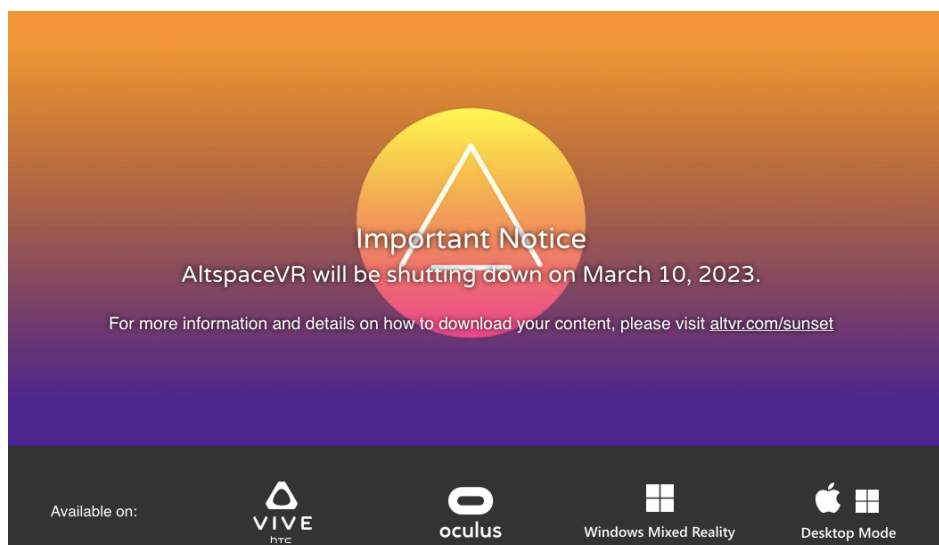 Important Notice
AltspaceVR will be shutting down on March 10, 2023.
For more information and details on how to download your content, please visit altvr.com/sunset
Available on:
VIVE
HTC
oculus
Windows Mixed Reality
Desktop Mode